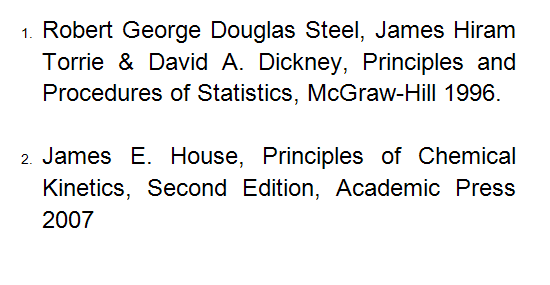 1. Robert George Douglas Steel, James Hiram
Torrie & David A. Dickney, Principles and
Procedures of Statistics, McGraw-Hill 1996.
2. James E. House, Principles of Chemical
Kinetics, Second Edition, Academic Press
2007